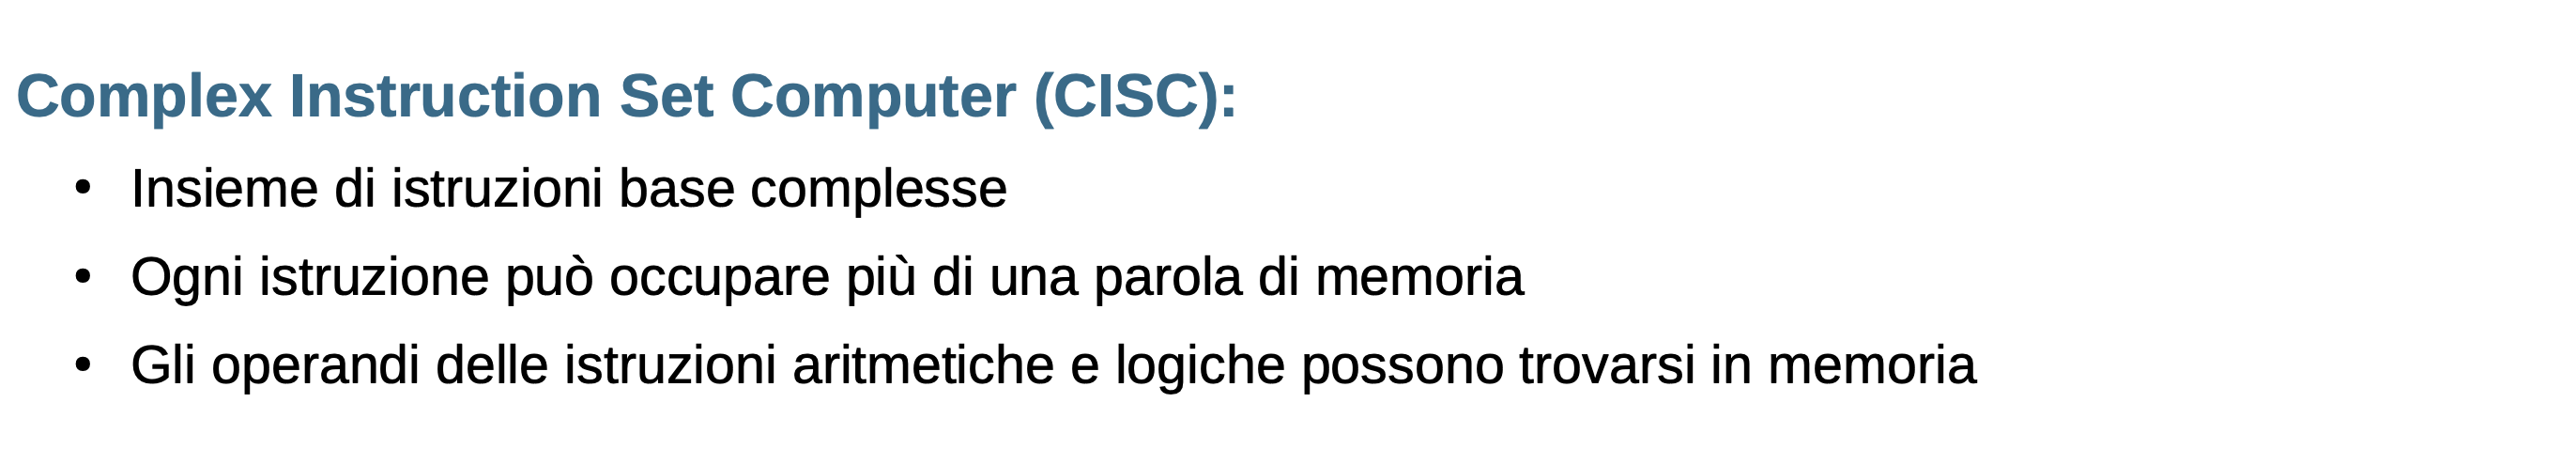 Complex Instruction Set Computer (CISC):
• Insieme di istruzioni base complesse
• Ogni istruzione può occupare più di una parola di memoria
• Gli operandi delle istruzioni aritmetiche e logiche possono trovarsi in memoria